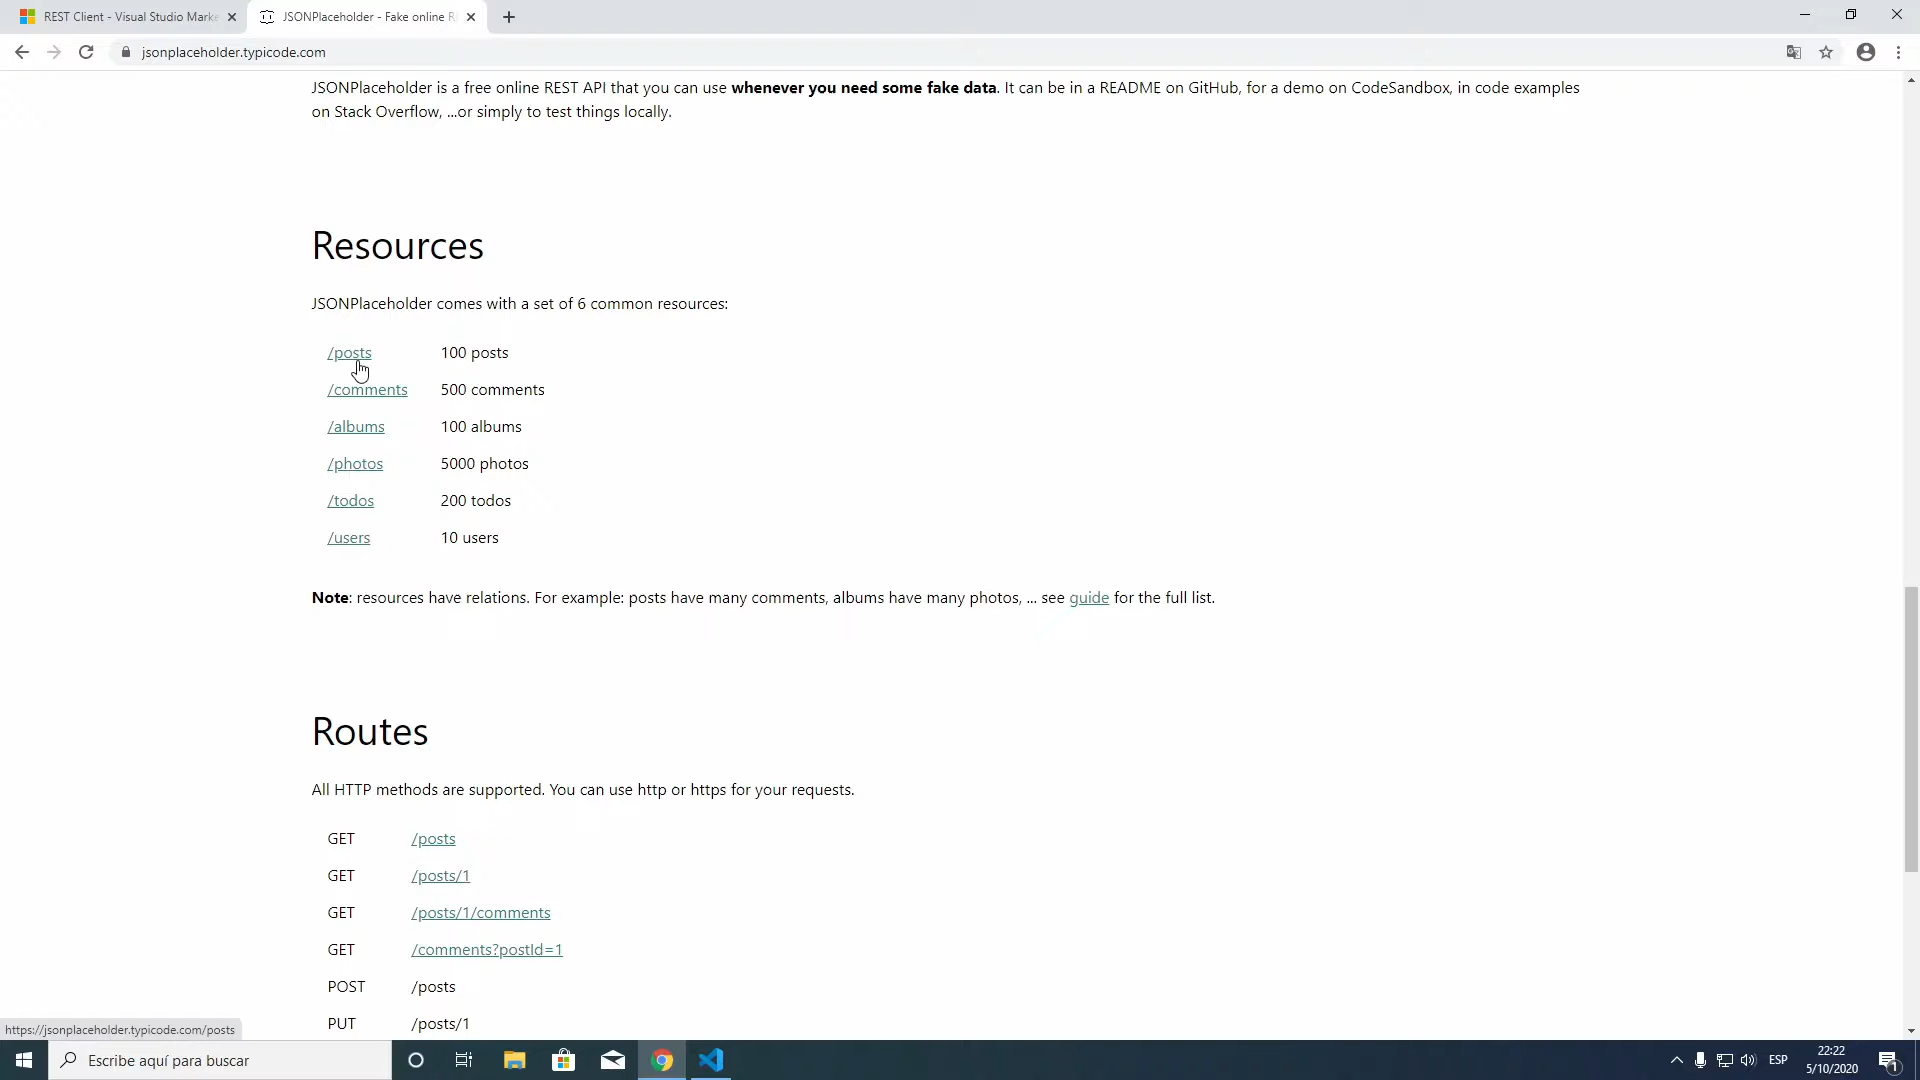 REST Client - Visual Studio Marke
JSONPlaceholder - Fake online R
jsonplaceholder.typicode.com
JSONPlaceholder is a free online REST API that you can use whenever you need some fake data. It can be in a README on GitHub, for a demo on CodeSandbox, in code examples
on Stack Overflow, ...or simply to test things locally.
Resources
JSONPlaceholder comes with a set of 6 common resources:
/posts 100 posts
/comments 500 comments
/albums 100 albums
/photos 5000 photos
/todos 200 todos
/users 10 users
Note: resources have relations. For example: posts have many comments, albums have many photos, ... see guide for the full list.
Routes
All HTTP methods are supported. You can use http or https for your requests.
GET /posts
GET /posts/1
GET /posts/1/comments
GET /comments?postId=1
POST /posts
PUT /posts/1
https://jsonplaceholder.typicode.com/posts
Escribe aquí para buscar
ESP
22:22
5/10/2020
1